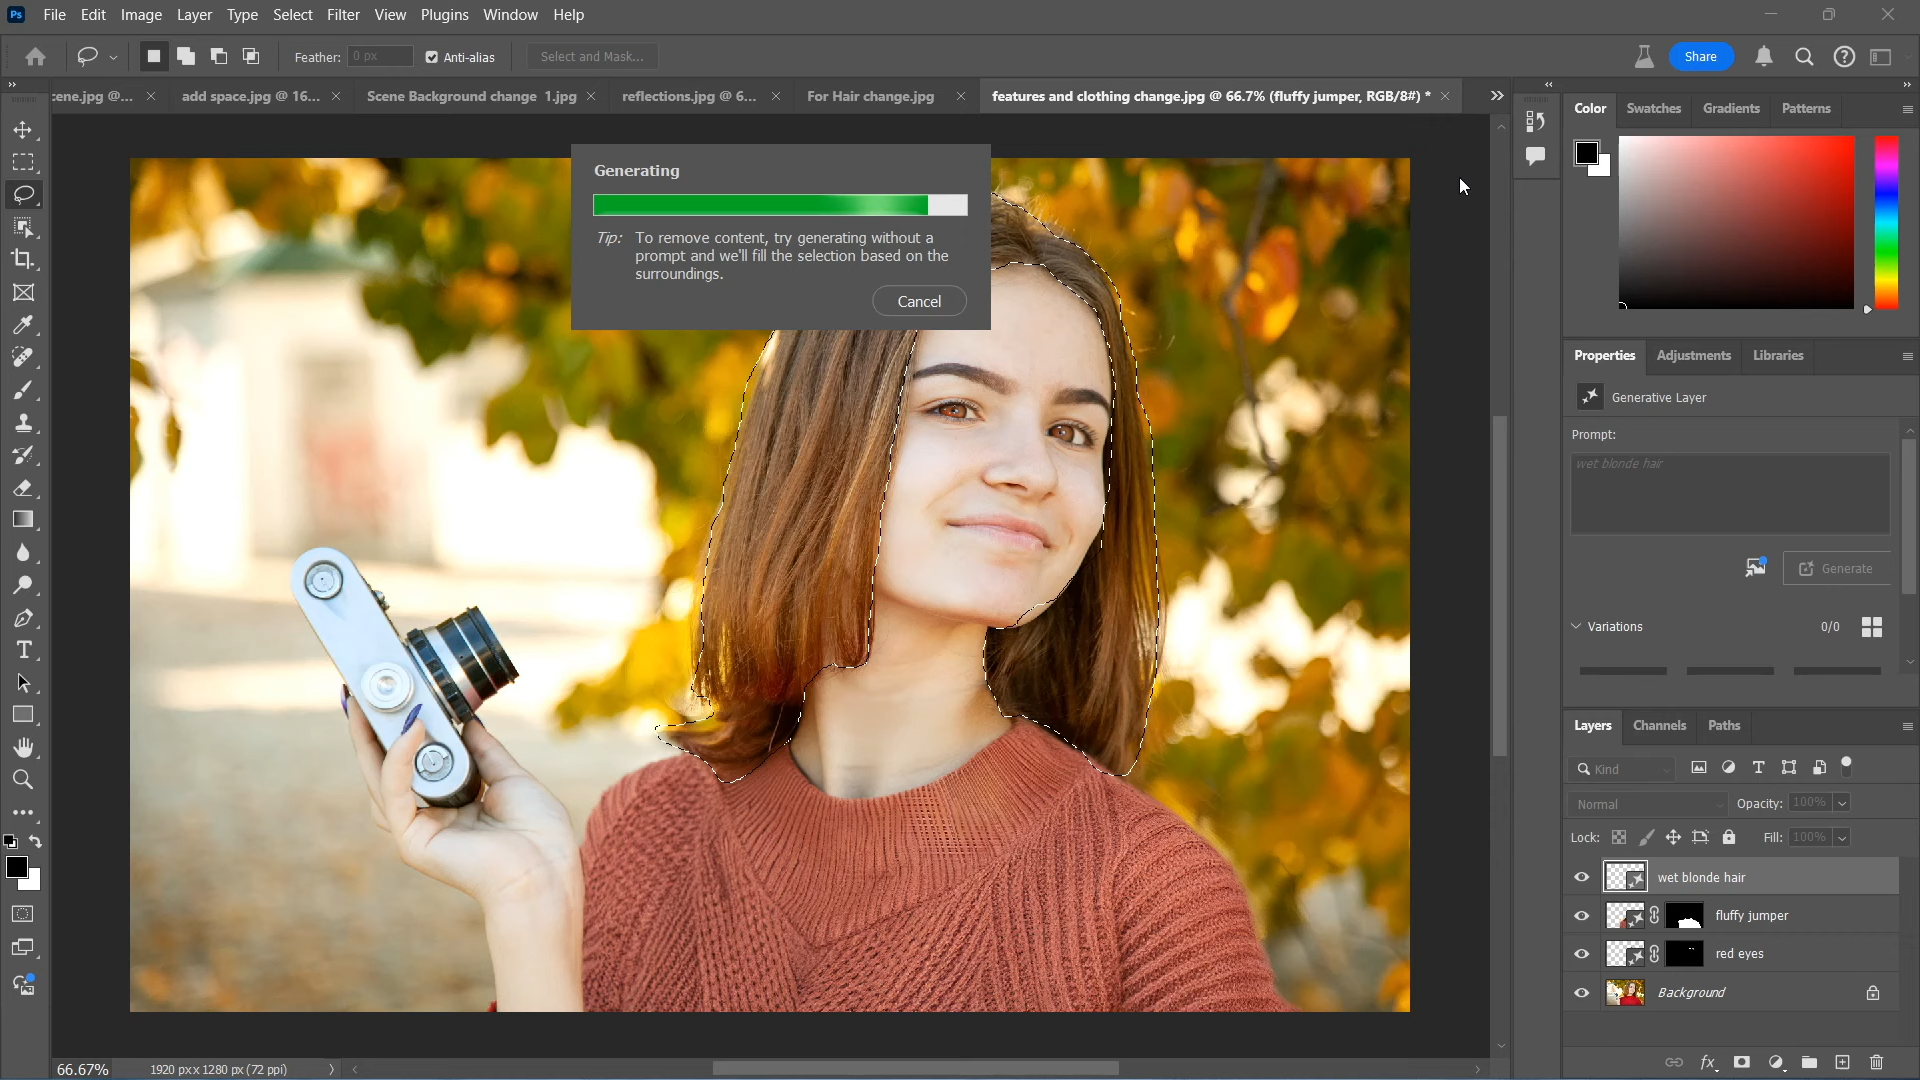 Ps File Edit Image Layer Type Select Filter View Plugins Window Help
Feather: 0 px Anti-alias Select and Mask... Share
cene.jpg @... add space.jpg @ 16... Scene Background change 1.jpg reflections.jpg @ 6... For Hair change.jpg features and clothing change.jpg @ 66.7% (fluffy jumper, RGB/8#) *
Color Swatches Gradients Patterns
Generating
Tip: To remove content, try generating without a
prompt and we'll fill the selection based on the
surroundings.
Cancel
Properties Adjustments Libraries
Generative Layer
Prompt:
wet blonde hair
Generate
Variations 0/0
Layers Channels Paths
Kind
Normal Opacity: 100%
Lock: Fill: 100%
wet blonde hair
fluffy jumper
red eyes
Background
66.67% 1920 px x 1280 px (72 ppi)